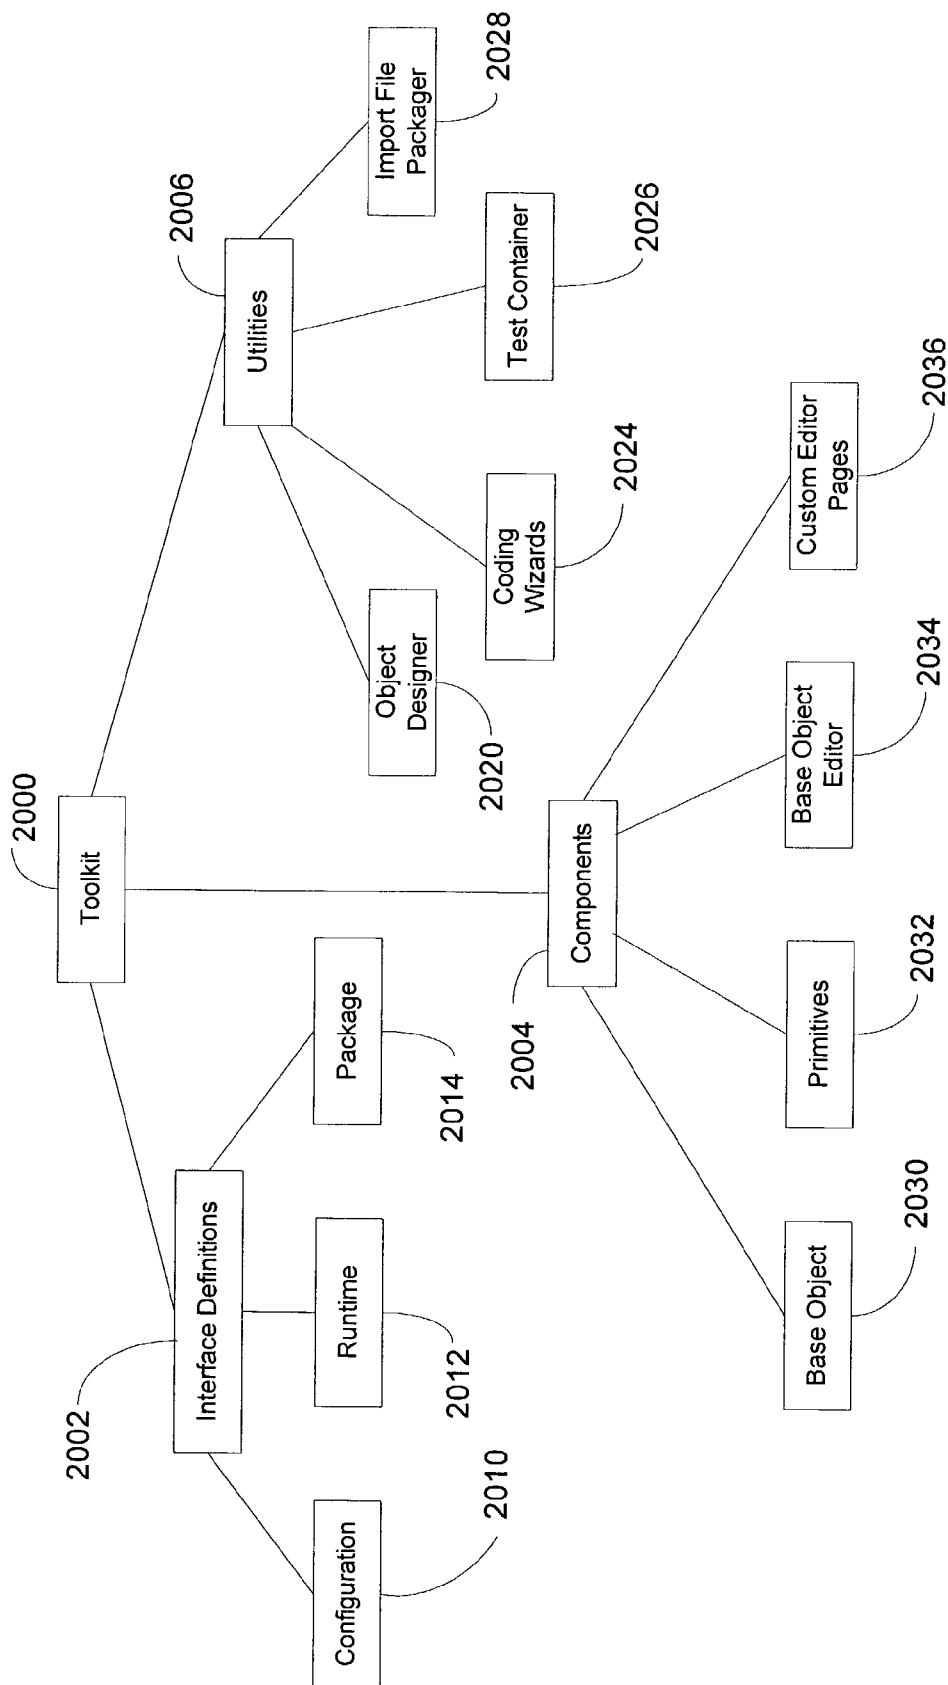 2000
Toolkit
2002
Interface Definitions
2006
Utilities
Configuration
2010
Runtime
2012
Package
2014
Object
Designer
2020
Coding
Wizards
2024
Test Container
2026
Import File
Packager
2028
2004
Components
Base Object
2030
Primitives
2032
Base Object
Editor
2034
Custom Editor
Pages
2036